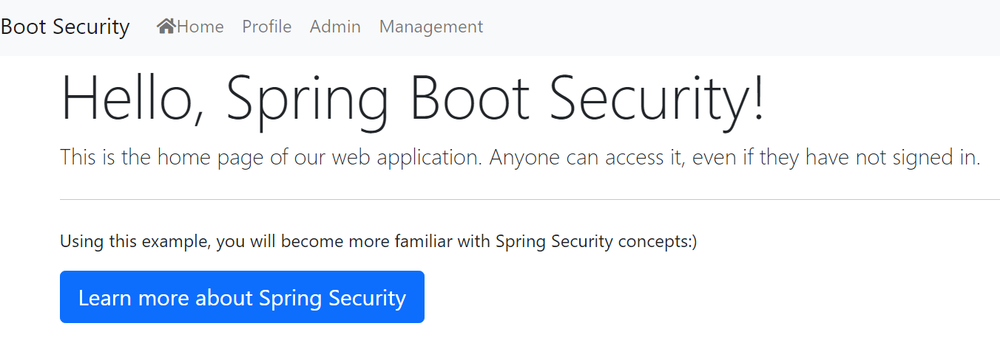 Boot Security Home Profile Admin Management
Hello, Spring Boot Security!
This is the home page of our web application. Anyone can access it, even if they have not signed in.
Using this example, you will become more familiar with Spring Security concepts:)
Learn more about Spring Security